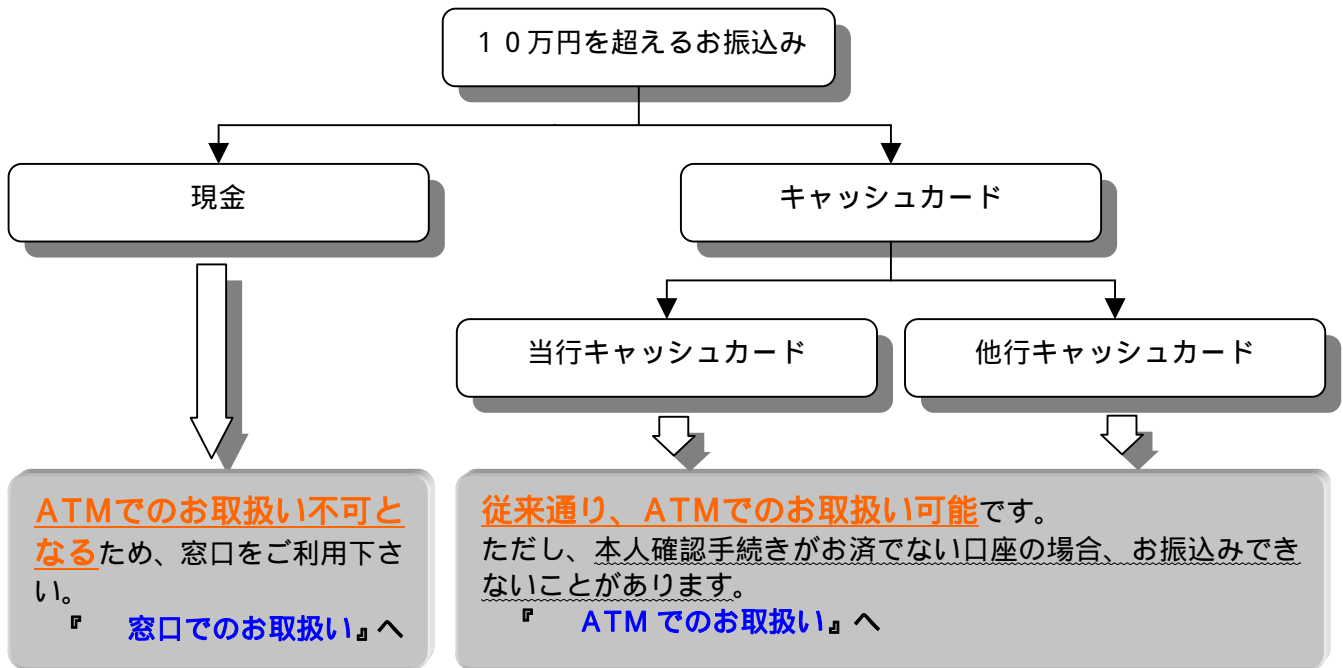 １０万円を超えるお振込み
現金
キャッシュカード
当行キャッシュカード
他行キャッシュカード
ATMでのお取扱い不可と
なるため、窓口をご利用下さ
い。
『　窓口でのお取扱い』へ
従来通り、ATMでのお取扱い可能です。
ただし、本人確認手続きがお済でない口座の場合、お振込みでき
ないことがあります。
『　ATM でのお取扱い』へ